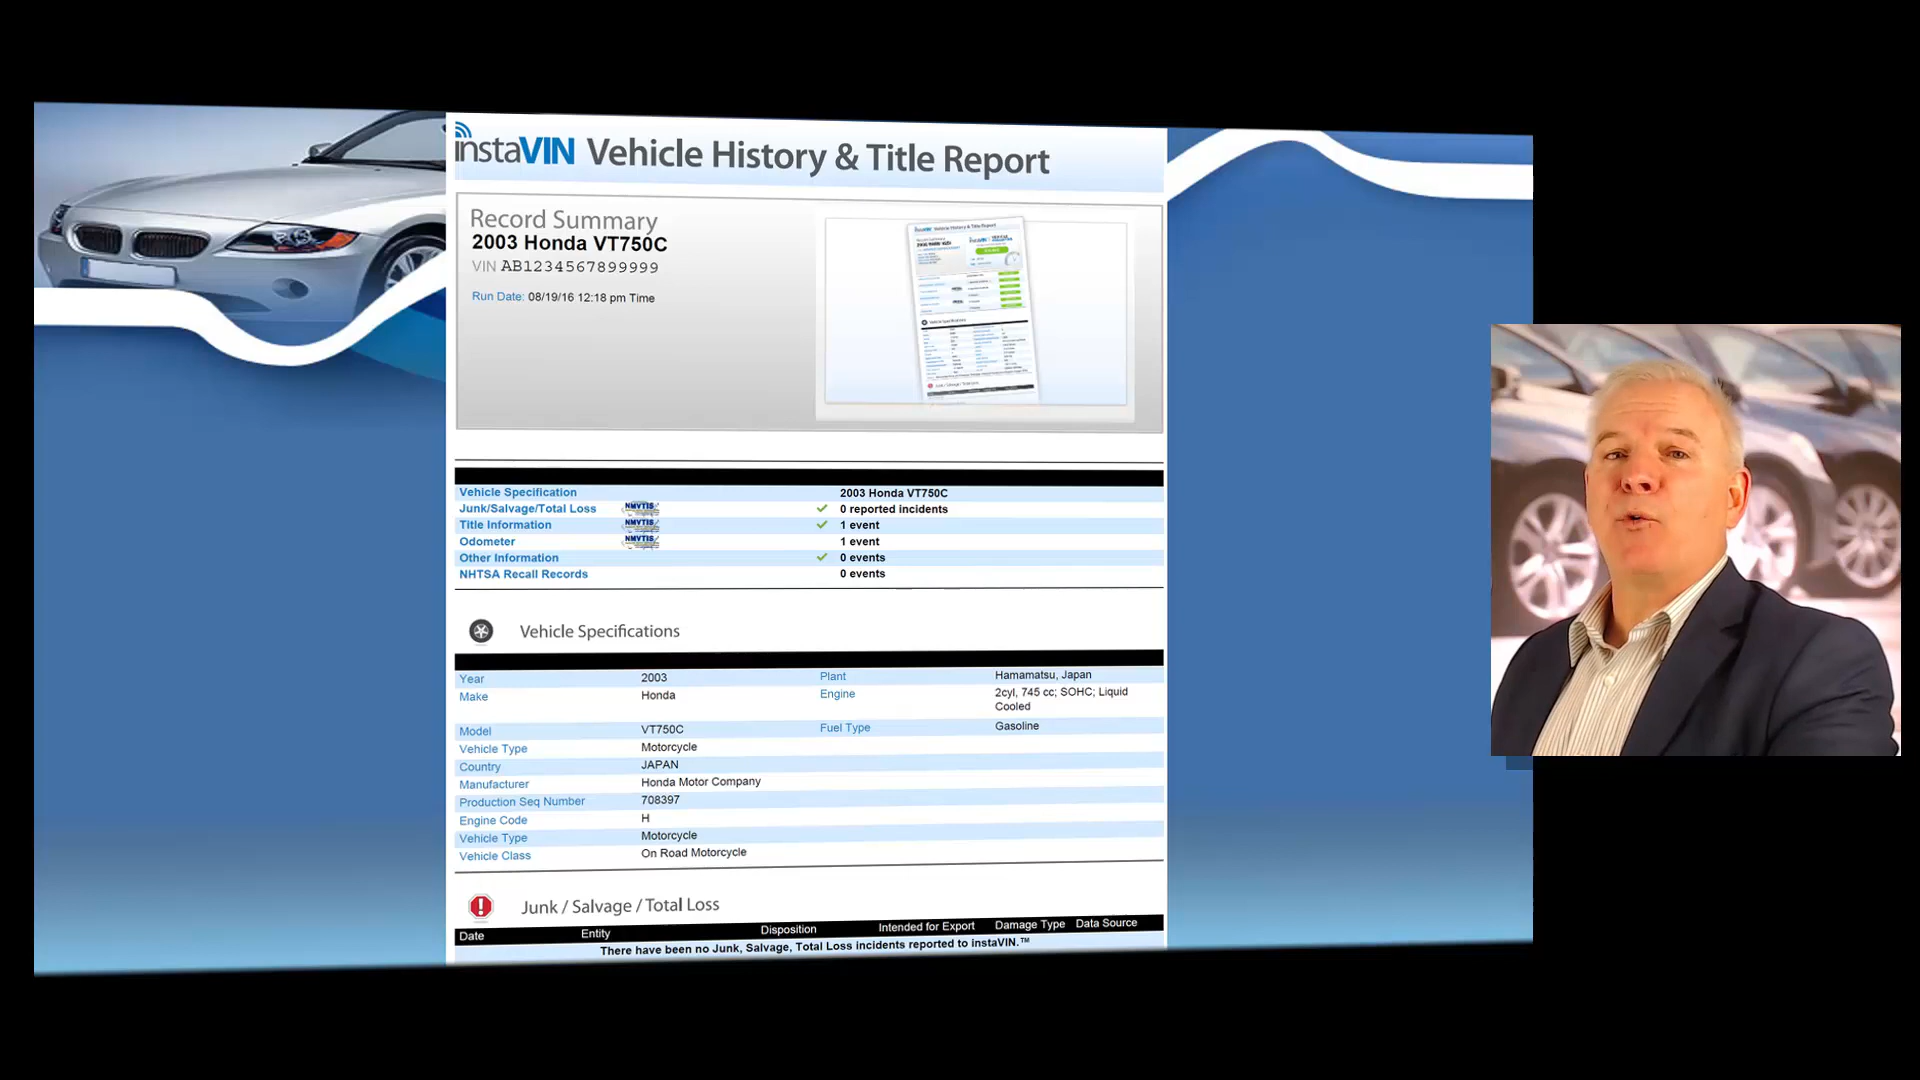 instaVIN Vehicle History & Title Report
Record Summary
2003 Honda VT750C
VIN AB1234567899999
Run Date: 08/19/16 12:18 pm Time
Vehicle Specification 2003 Honda VT750C
Junk/Salvage/Total Loss NMVTIS 0 reported incidents
Title Information NMVTIS 1 event
Odometer NMVTIS 1 event
Other Information 0 events
NHTSA Recall Records 0 events
Vehicle Specifications
Year 2003 Plant Hamamatsu, Japan
Make Honda Engine 2cyl, 745 cc; SOHC; Liquid
Cooled
Model VT750C Fuel Type Gasoline
Vehicle Type Motorcycle
Country JAPAN
Manufacturer Honda Motor Company
Production Seq Number 708397
Engine Code H
Vehicle Type Motorcycle
Vehicle Class On Road Motorcycle
Junk / Salvage / Total Loss
Date Entity Disposition Intended for Export Damage Type Data Source
There have been no Junk, Salvage, Total Loss incidents reported to instaVIN.™